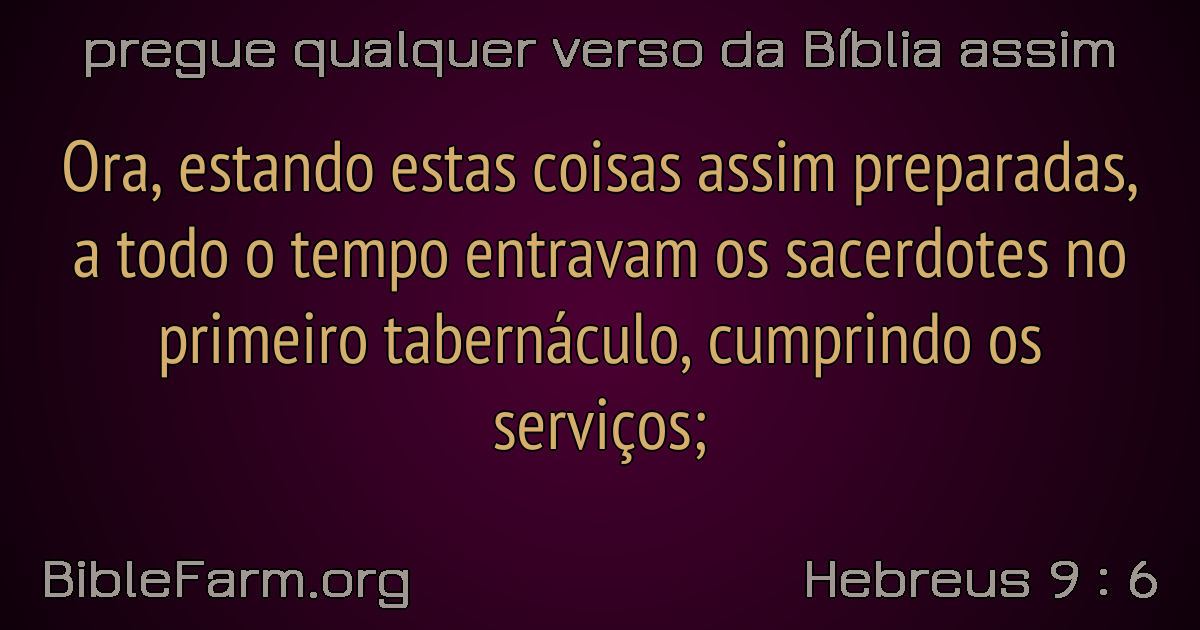 pregue qualquer verso da Bíblia assim
Ora, estando estas coisas assim preparadas,
a todo o tempo entravam os sacerdotes no
primeiro tabernáculo, cumprindo os
serviços;
BibleFarm.org
Hebreus 9 : 6